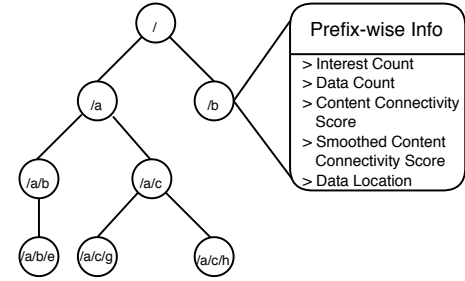 /
/a
/b
/a/b
/a/c
/a/b/e
/a/c/g
/a/c/h
Prefix-wise Info
> Interest Count
> Data Count
> Content Connectivity
Score
> Smoothed Content
Connectivity Score
> Data Location